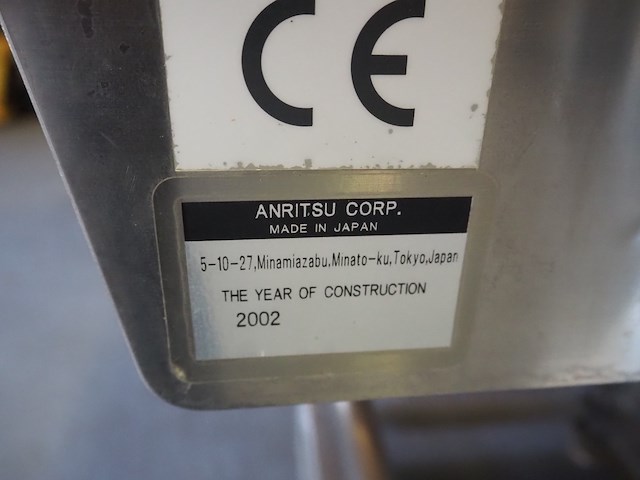 CE
ANRITSU CORP.
MADE IN JAPAN
5-10-27,Minamiazabu,Minato-ku,Tokyo,Japan
THE YEAR OF CONSTRUCTION
2002